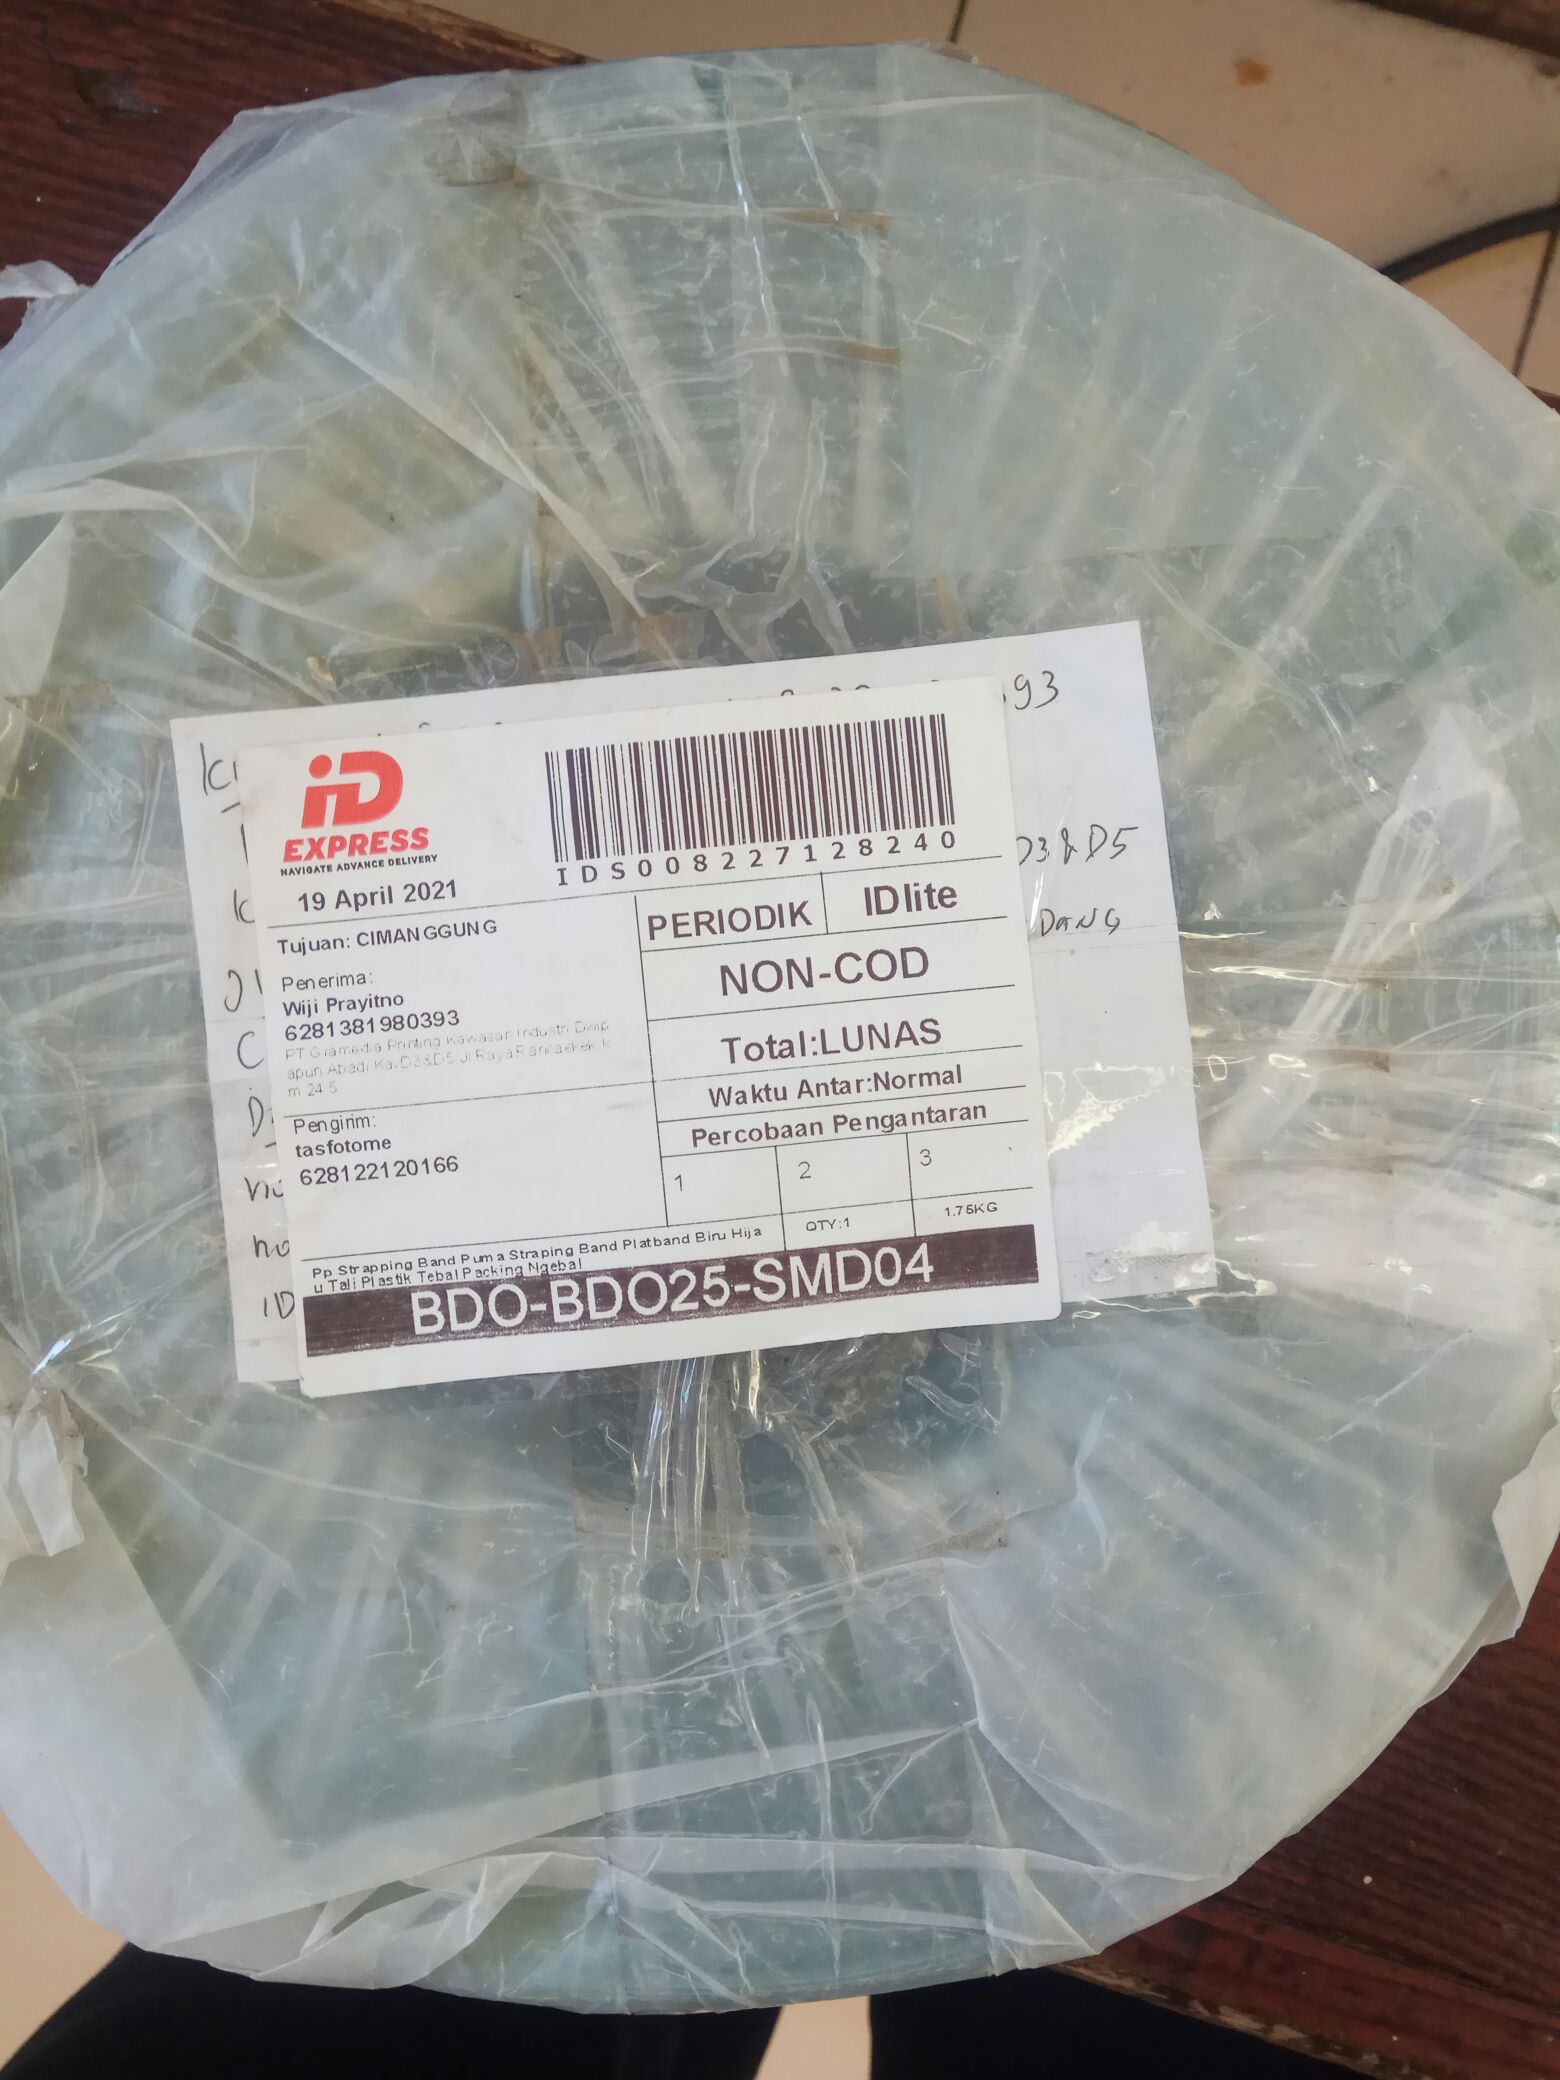 93
iD
EXPRESS
NAVIGATE ADVANCE DELIVERY
IDS008227128240
19 April 2021
D3 & D5
DANG
Tujuan: CIMANGGUNG
PERIODIK
IDlite
NON-COD
Penerima:
Wiji Prayitno
6281381980393
PT Gramedia Printing Kawasan Industri Dwip
apuri Abadi Kav D3&D5, Jl Raya Rancaekek k
m 24 5
Total:LUNAS
Waktu Antar:Normal
Percobaan Pengantaran
Pengirim:
tasfotome
628122120166
1
2
3
Pp Strapping Band Puma Straping Band Platband Biru Hija
u Tali Plastik Tebal Packing Ngebal
QTY:1
1.75KG
BDO-BDO25-SMD04